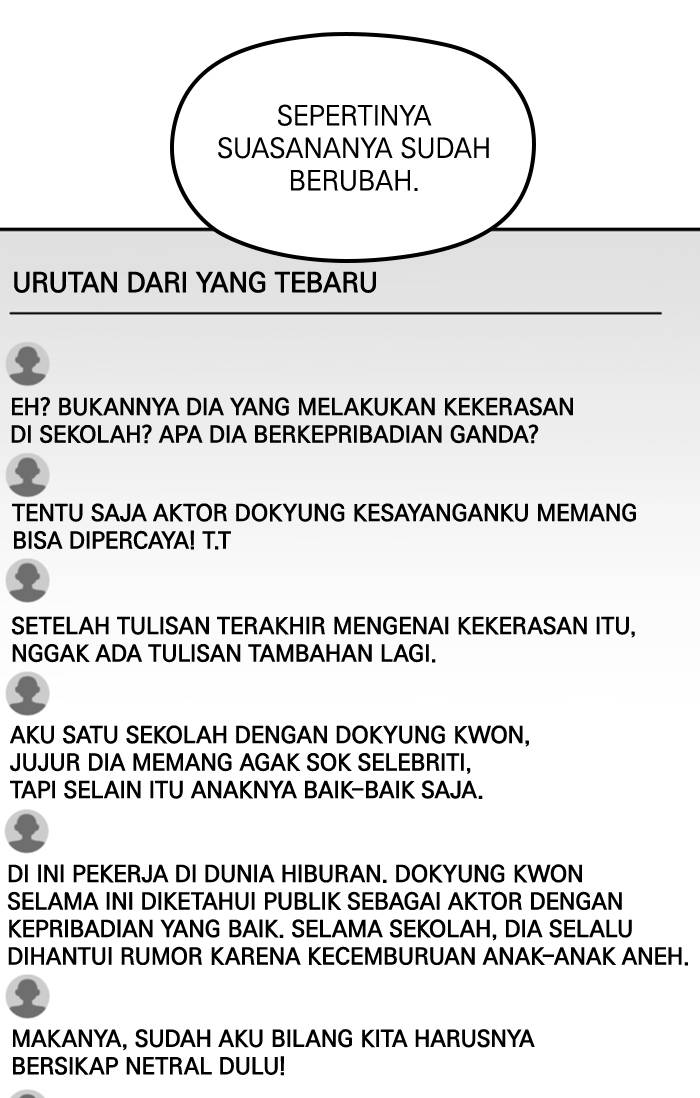 SEPERTINYA
SUASANANYA SUDAH
BERUBAH.
URUTAN DARI YANG TEBARU
EH? BUKANNYA DIA YANG MELAKUKAN KEKERASAN
DI SEKOLAH? APA DIA BERKEPRIBADIAN GANDA?
TENTU SAJA AKTOR DOKYUNG KESAYANGANKU MEMANG
BISA DIPERCAYA! T.T
SETELAH TULISAN TERAKHIR MENGENAI KEKERASAN ITU,
NGGAK ADA TULISAN TAMBAHAN LAGI.
AKU SATU SEKOLAH DENGAN DOKYUNG KWON,
JUJUR DIA MEMANG AGAK SOK SELEBRITI,
TAPI SELAIN ITU ANAKNYA BAIK-BAIK SAJA.
DI INI PEKERJA DI DUNIA HIBURAN. DOKYUNG KWON
SELAMA INI DIKETAHUI PUBLIK SEBAGAI AKTOR DENGAN
KEPRIBADIAN YANG BAIK. SELAMA SEKOLAH, DIA SELALU
DIHANTUI RUMOR KARENA KECEMBURUAN ANAK-ANAK ANEH.
MAKANYA, SUDAH AKU BILANG KITA HARUSNYA
BERSIKAP NETRAL DULU!